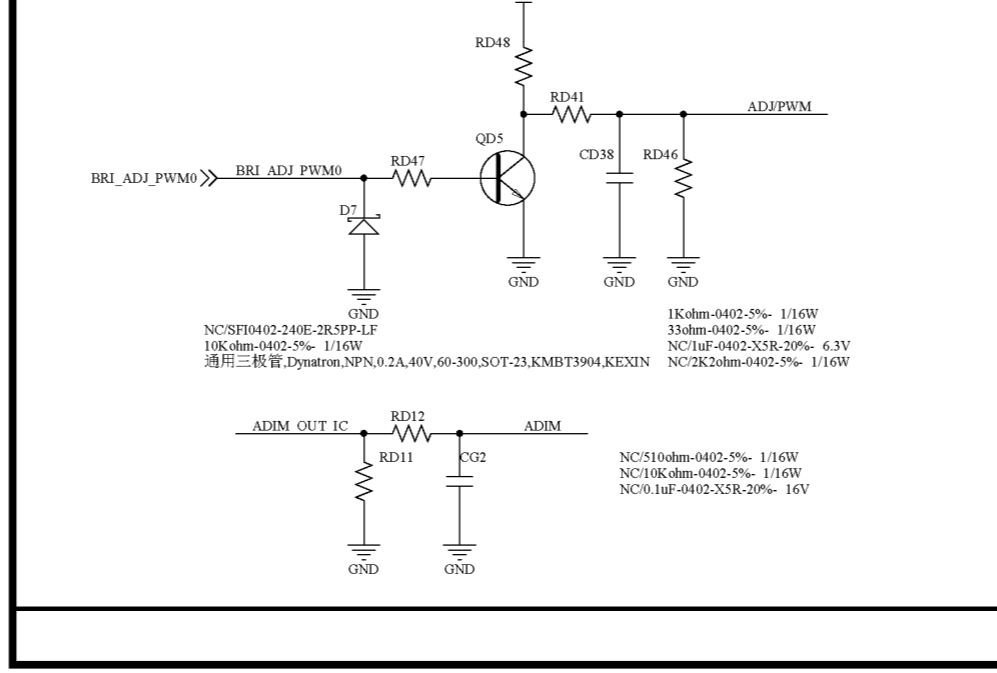 RD48
RD41
ADJ/PWM
QD5
CD38
RD46
BRI_ADJ_PWM0
BRI_ADJ_PWM0
RD47
D7
GND
GND
GND
GND
NC/SFI0402-240E-2R5PP-LF
10Kohm-0402-5%- 1/16W
通用三极管,Dynatron,NPN,0.2A,40V,60-300,SOT-23,KMBT3904,KEXIN
1Kohm-0402-5%- 1/16W
33ohm-0402-5%- 1/16W
NC/1uF-0402-X5R-20%- 6.3V
NC/2K2ohm-0402-5%- 1/16W
ADIM_OUT_IC
RD12
ADIM
RD11
CG2
GND
GND
NC/510ohm-0402-5%- 1/16W
NC/10Kohm-0402-5%- 1/16W
NC/0.1uF-0402-X5R-20%- 16V